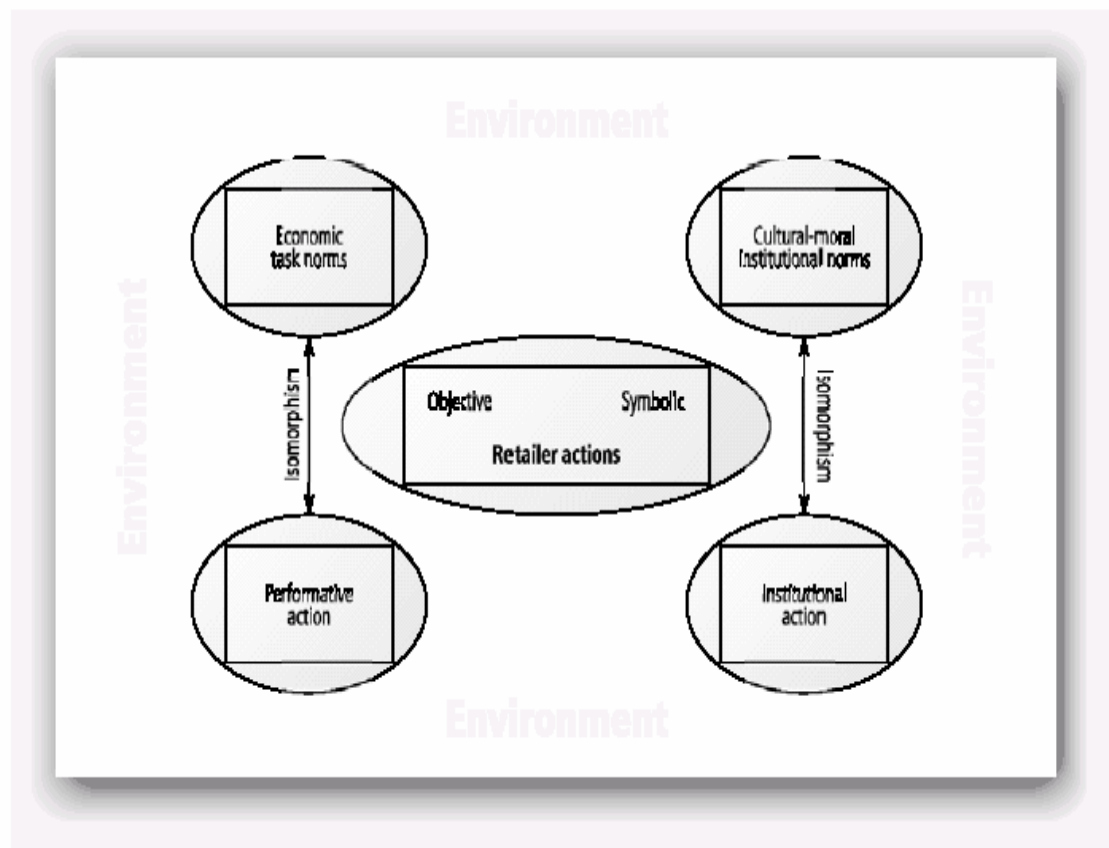 Environment
Economic
task norms
Cultural-moral
Institutional norms
Environment
Environment
Isomorphism
Isomorphism
Objective
Symbolic
Retailer actions
Performative
action
Institutional
action
Environment